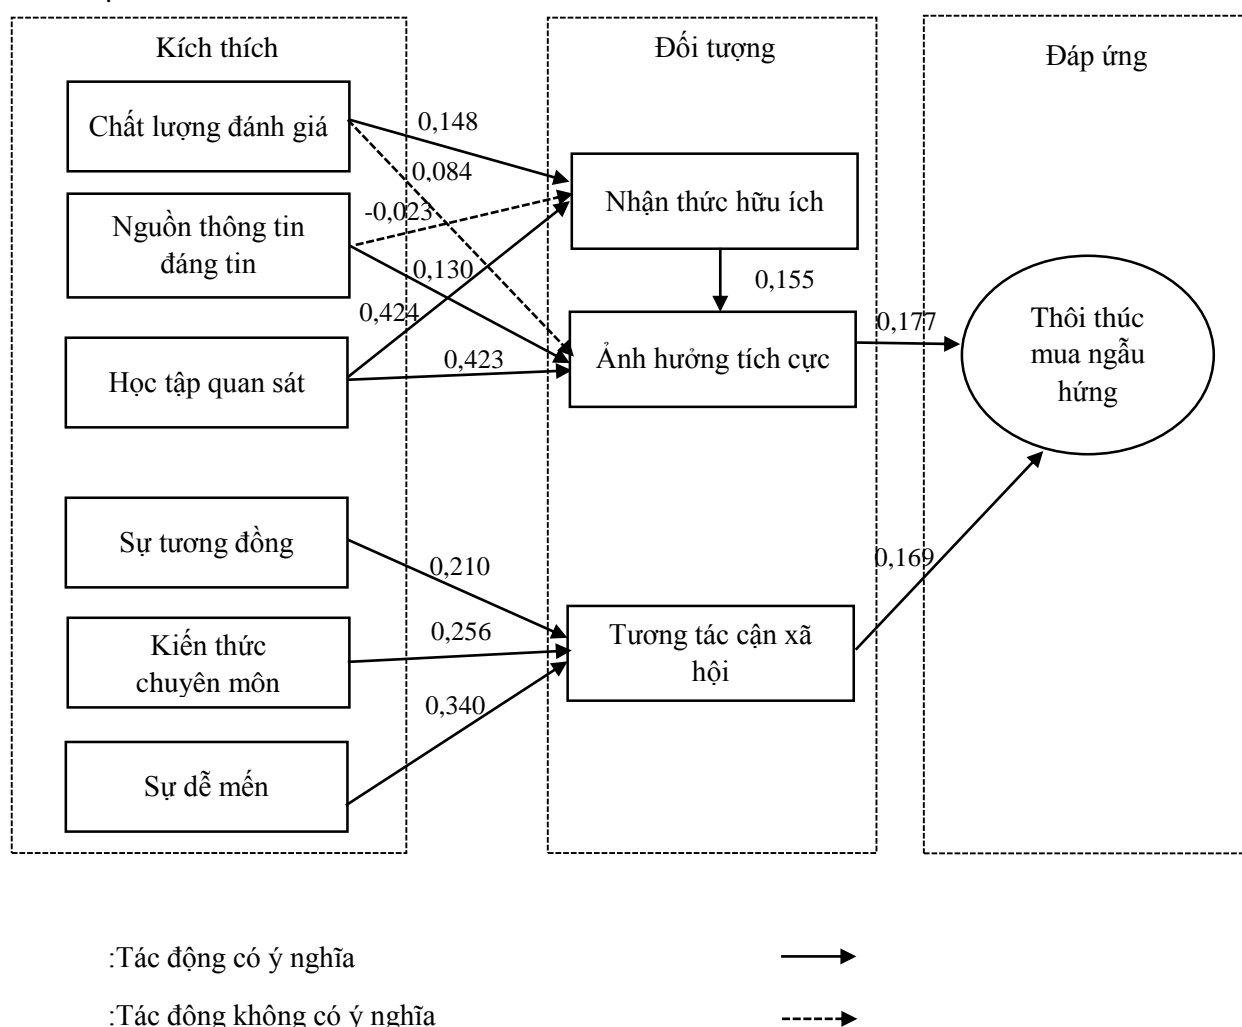 Kích thích
Đối tượng
Đáp ứng
Chất lượng đánh giá
0,148
0,084
Nhận thức hữu ích
Nguồn thông tin
đáng tin
-0,023
0,130
0,155
0,424
Học tập quan sát
0,423
Ảnh hưởng tích cực
0,177
Thôi thúc
mua ngẫu
hứng
Sự tương đồng
0,210
0,169
Kiến thức
chuyên môn
0,256
Tương tác cận xã
hội
0,340
Sự dễ mến
:Tác động có ý nghĩa
:Tác động không có ý nghĩa